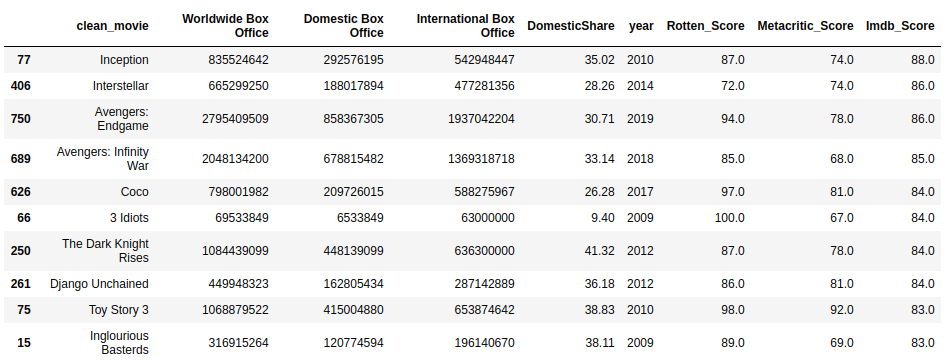 clean_movie Worldwide Box Office Domestic Box Office International Box Office DomesticShare year Rotten_Score Metacritic_Score Imdb_Score
77 Inception 835524642 292576195 542948447 35.02 2010 87.0 74.0 88.0
406 Interstellar 665299250 188017894 477281356 28.26 2014 72.0 74.0 86.0
750 Avengers: Endgame 2795409509 858367305 1937042204 30.71 2019 94.0 78.0 86.0
689 Avengers: Infinity War 2048134200 678815482 1369318718 33.14 2018 85.0 68.0 85.0
626 Coco 798001982 209726015 588275967 26.28 2017 97.0 81.0 84.0
66 3 Idiots 69533849 6533849 63000000 9.40 2009 100.0 67.0 84.0
250 The Dark Knight Rises 1084439099 448139099 636300000 41.32 2012 87.0 78.0 84.0
261 Django Unchained 449948323 162805434 287142889 36.18 2012 86.0 81.0 84.0
75 Toy Story 3 1068879522 415004880 653874642 38.83 2010 98.0 92.0 83.0
15 Inglourious Basterds 316915264 120774594 196140670 38.11 2009 89.0 69.0 83.0